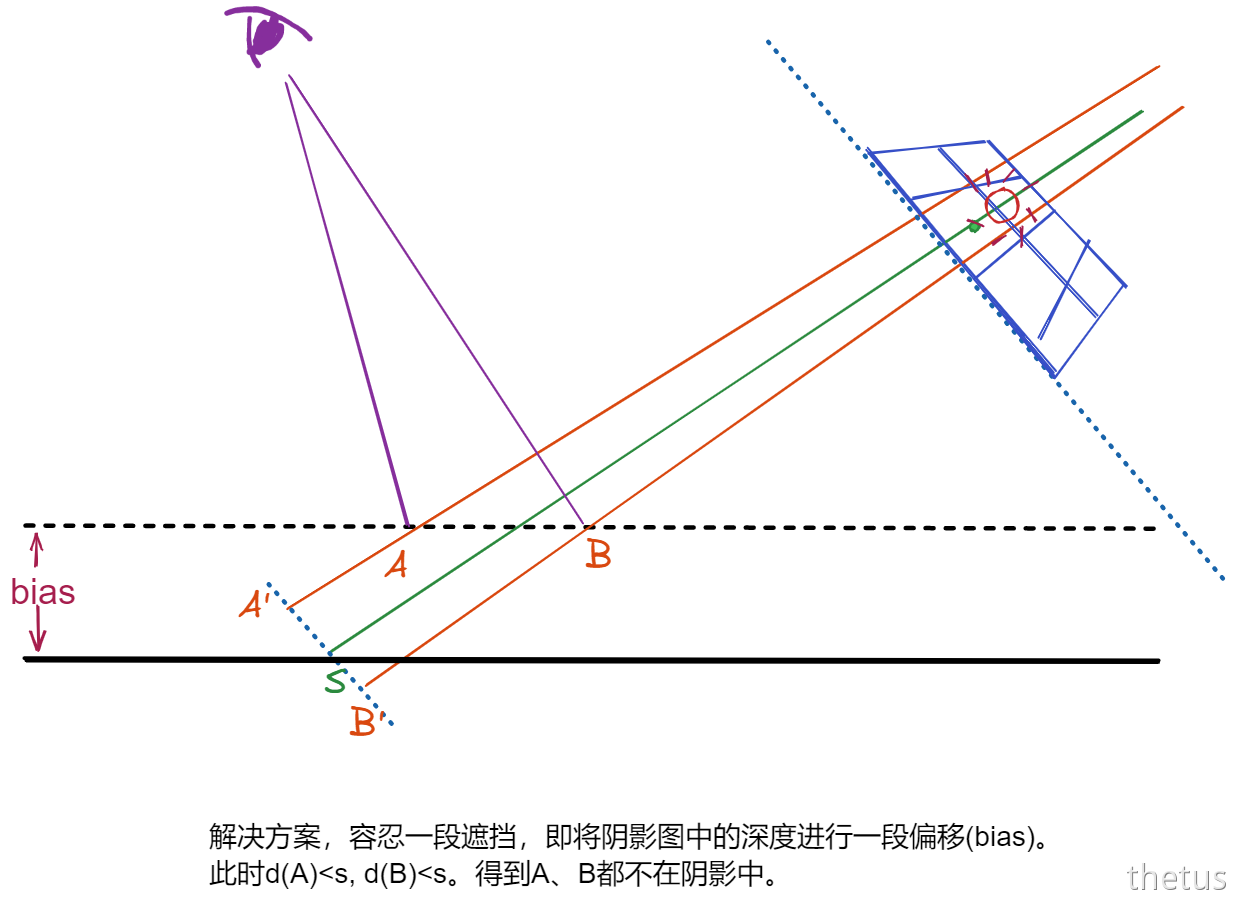 A
B
bias
A'
S
B'
解决方案，容忍一段遮挡，即将阴影图中的深度进行一段偏移(bias)。
此时d(A)<s, d(B)<s。得到A、B都不在阴影中。
thetus